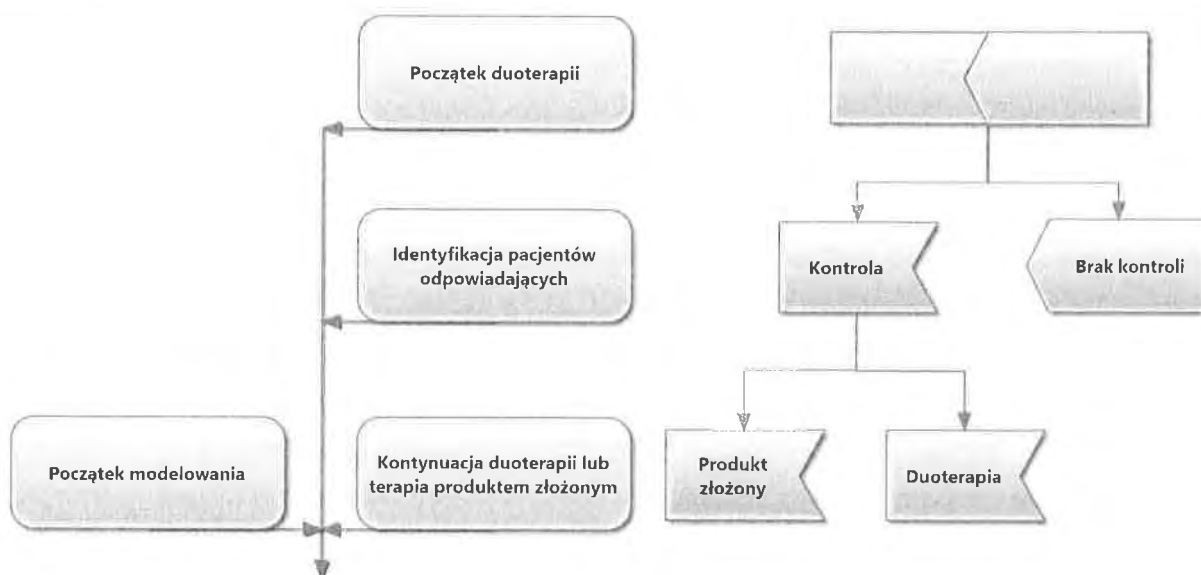 Początek duoterapii
Identyfikacja pacjentów
odpowiadających
Kontrola
Brak kontroli
Początek modelowania
Kontynuacja duoterapii lub
terapia produktem złożonym
Produkt
złożony
Duoterapia